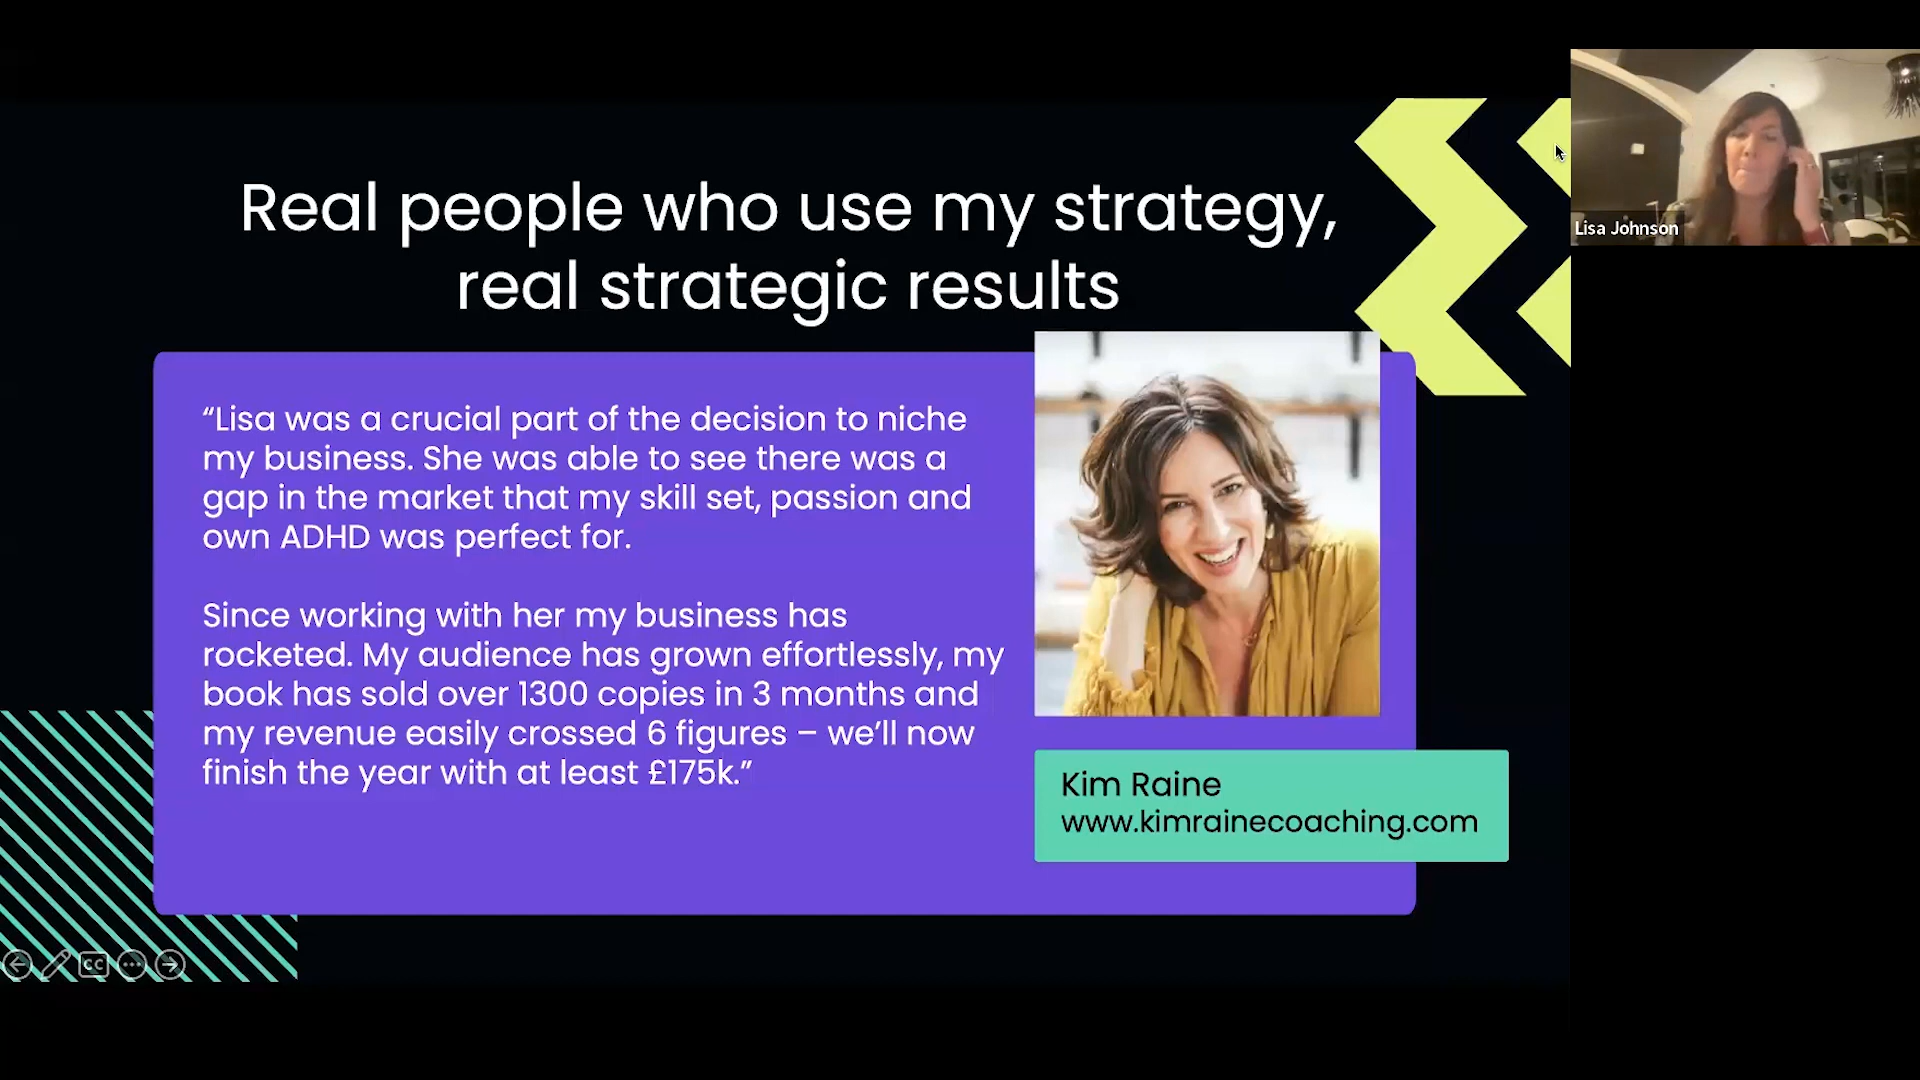 Real people who use my strategy,
real strategic results
“Lisa was a crucial part of the decision to niche
my business. She was able to see there was a
gap in the market that my skill set, passion and
own ADHD was perfect for.
Since working with her my business has
rocketed. My audience has grown effortlessly, my
book has sold over 1300 copies in 3 months and
my revenue easily crossed 6 figures – we’ll now
finish the year with at least £175k.”
Kim Raine
www.kimrainecoaching.com
Lisa Johnson
CC